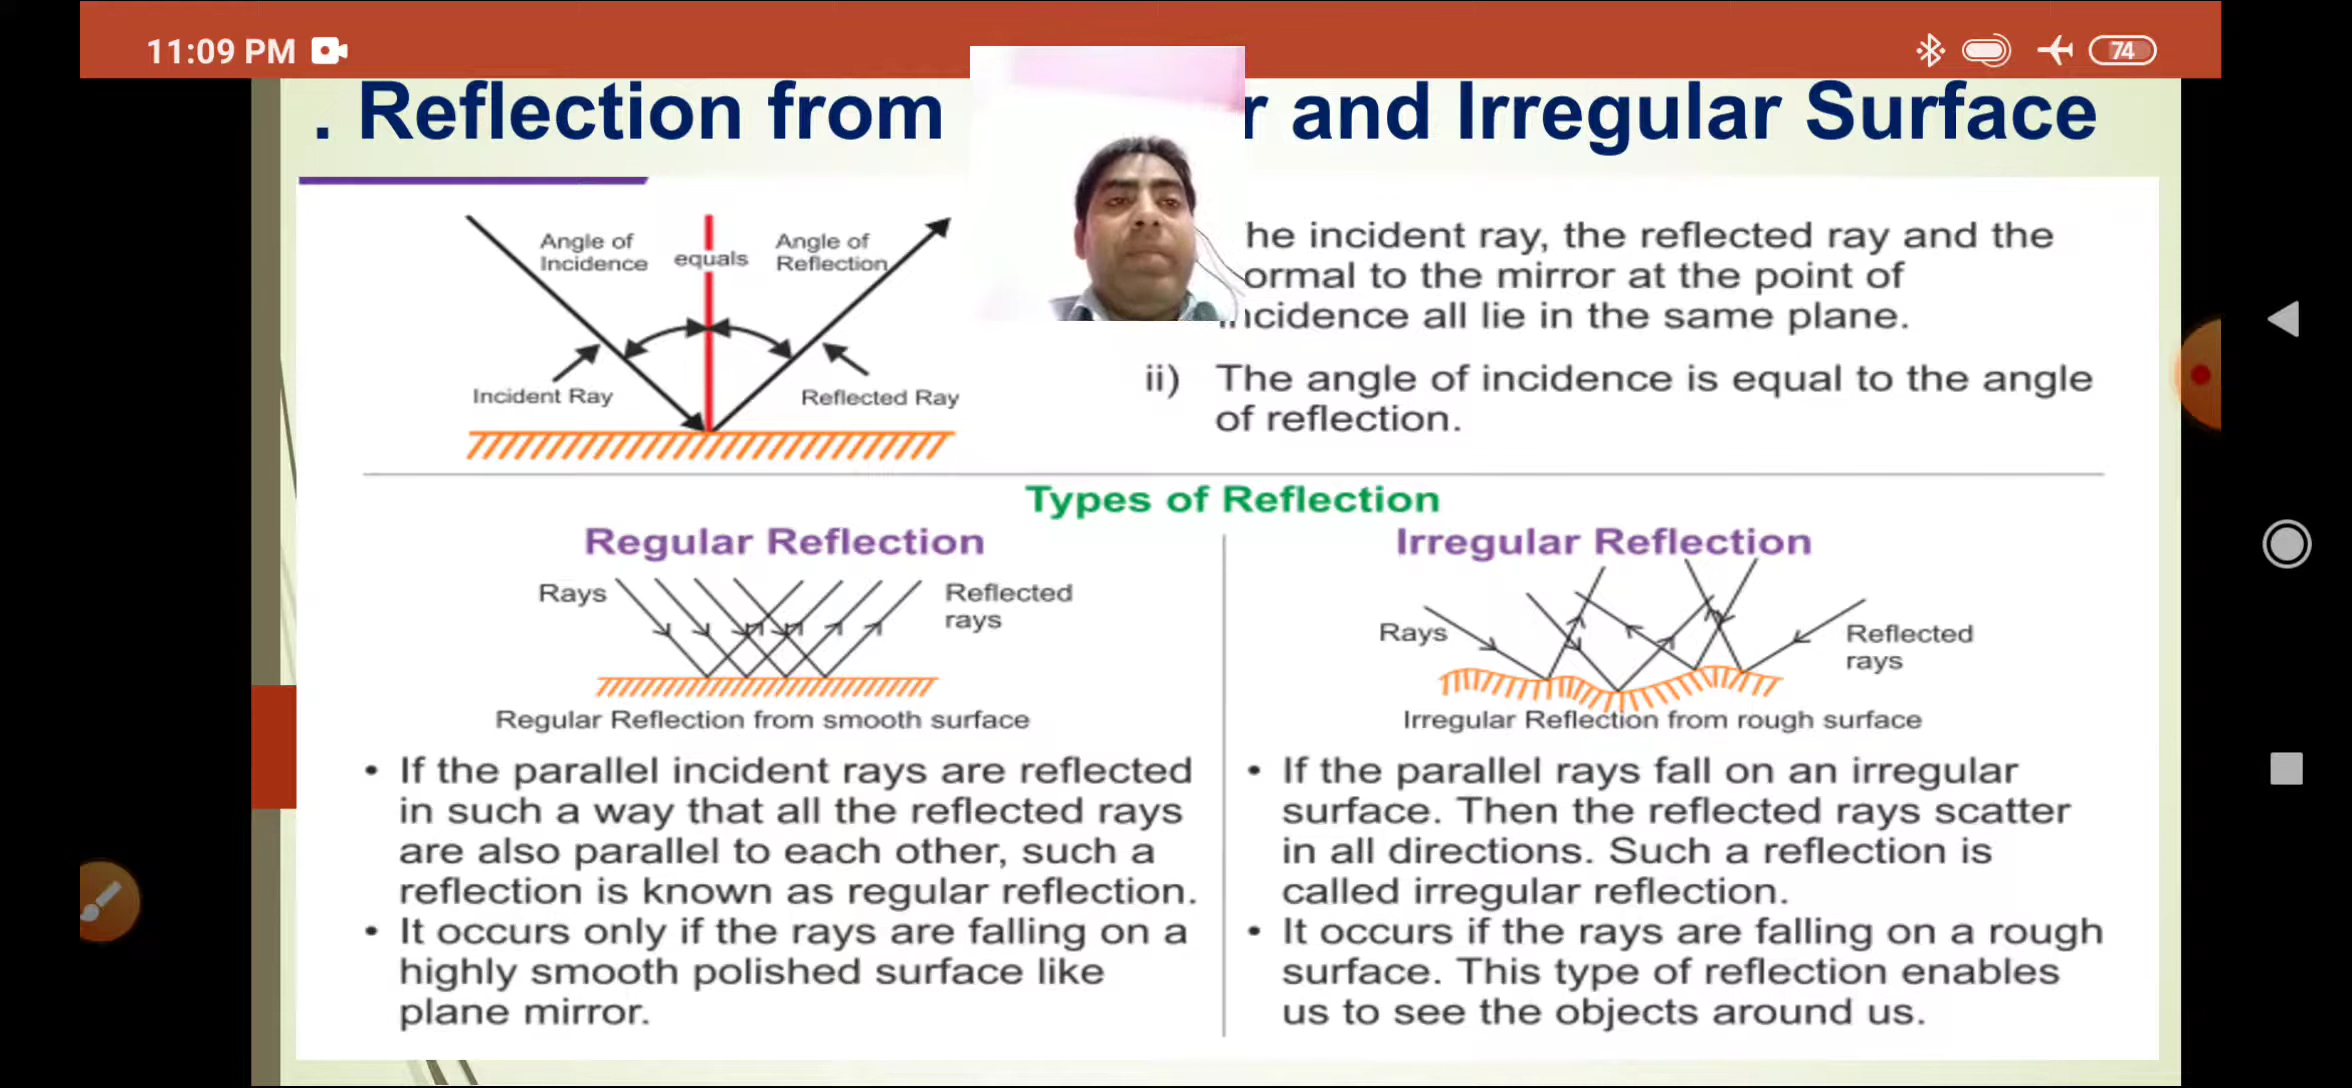 11:09 PM
74
. Reflection from r and Irregular Surface
Angle of Incidence
equals
Angle of Reflection
Incident Ray
Reflected Ray
he incident ray, the reflected ray and the
ormal to the mirror at the point of
ncidence all lie in the same plane.
ii) The angle of incidence is equal to the angle
of reflection.
Types of Reflection
Regular Reflection
Rays
Reflected
rays
Regular Reflection from smooth surface
• If the parallel incident rays are reflected
in such a way that all the reflected rays
are also parallel to each other, such a
reflection is known as regular reflection.
• It occurs only if the rays are falling on a
highly smooth polished surface like
plane mirror.
Irregular Reflection
Rays
Reflected
rays
Irregular Reflection from rough surface
• If the parallel rays fall on an irregular
surface. Then the reflected rays scatter
in all directions. Such a reflection is
called irregular reflection.
• It occurs if the rays are falling on a rough
surface. This type of reflection enables
us to see the objects around us.